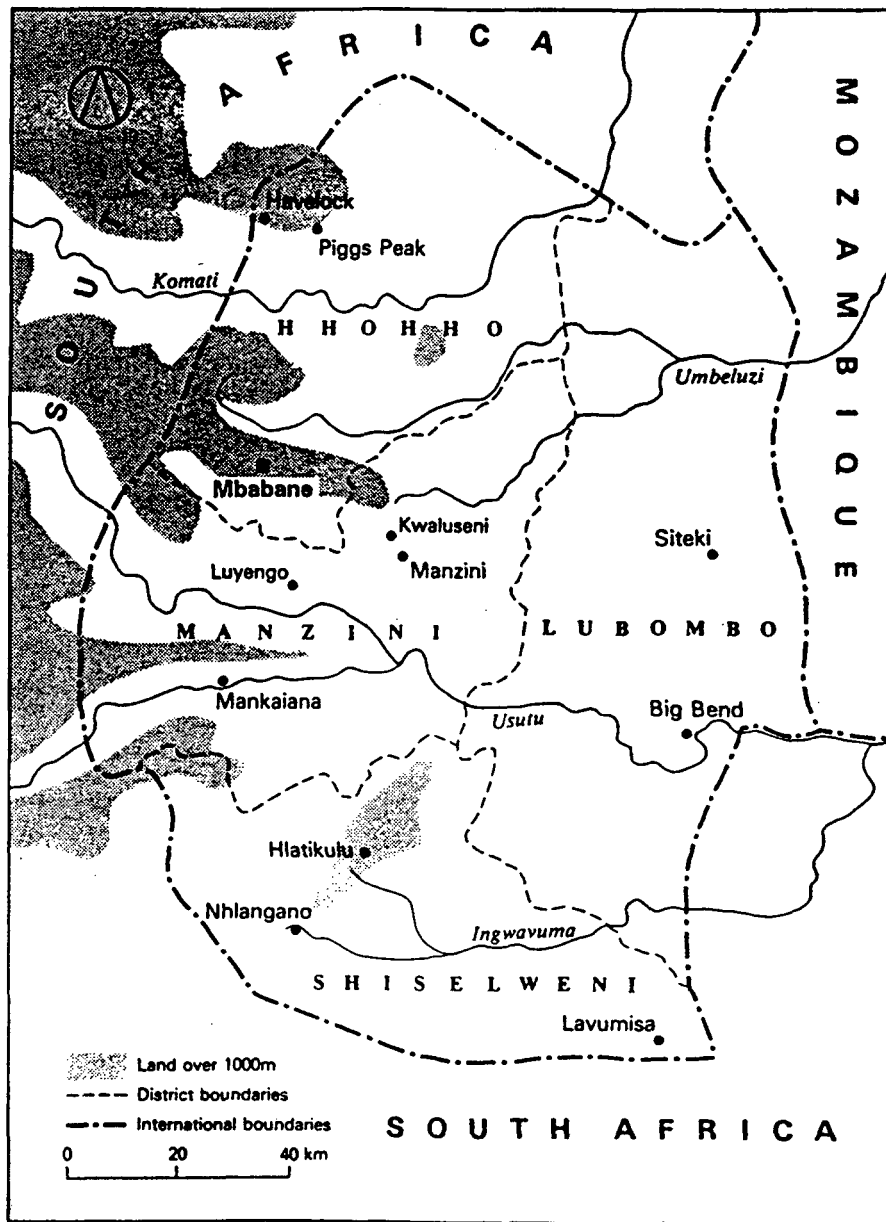 SOUTH AFRICA
MOZAMBIQUE
Havelock
Piggs Peak
Komati
HHOHHO
Umbeluzi
Mbabane
Kwaluseni
Manzini
Siteki
Luyengo
MANZINI
LUBOMBO
Mankaiana
Usutu
Big Bend
Hlatikulu
Nhlangano
Ingwavuma
SHISELWENI
Lavumisa
Land over 1000m
District boundaries
International boundaries
SOUTH AFRICA
0 20 40 km